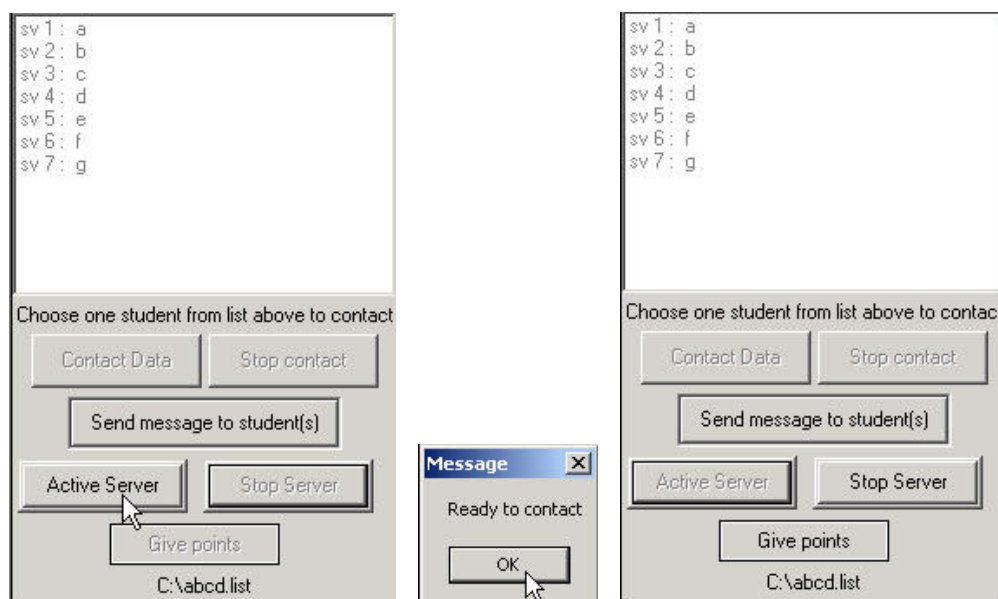 sv 1 : a
sv 2 : b
sv 3 : c
sv 4 : d
sv 5 : e
sv 6 : f
sv 7 : g
Choose one student from list above to contact
Contact Data
Stop contact
Send message to student(s)
Active Server
Stop Server
Give points
C:\abcd.list
Message
Ready to contact
OK
sv 1 : a
sv 2 : b
sv 3 : c
sv 4 : d
sv 5 : e
sv 6 : f
sv 7 : g
Choose one student from list above to contac
Contact Data
Stop contact
Send message to student(s)
Active Server
Stop Server
Give points
C:\abcd.list